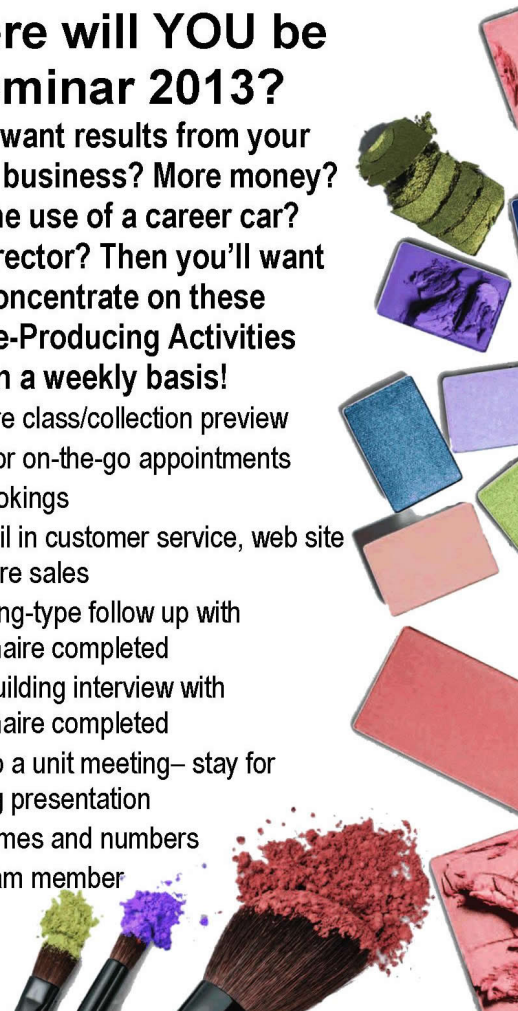 ere will YOU be
minar 2013?
want results from your
business? More money?
e use of a career car?
rector? Then you’ll want
oncentrate on these
e-Producing Activities
n a weekly basis!
re class/collection preview
or on-the-go appointments
okings
il in customer service, web site
re sales
ng-type follow up with
naire completed
uilding interview with
naire completed
o a unit meeting– stay for
g presentation
mes and numbers
am member